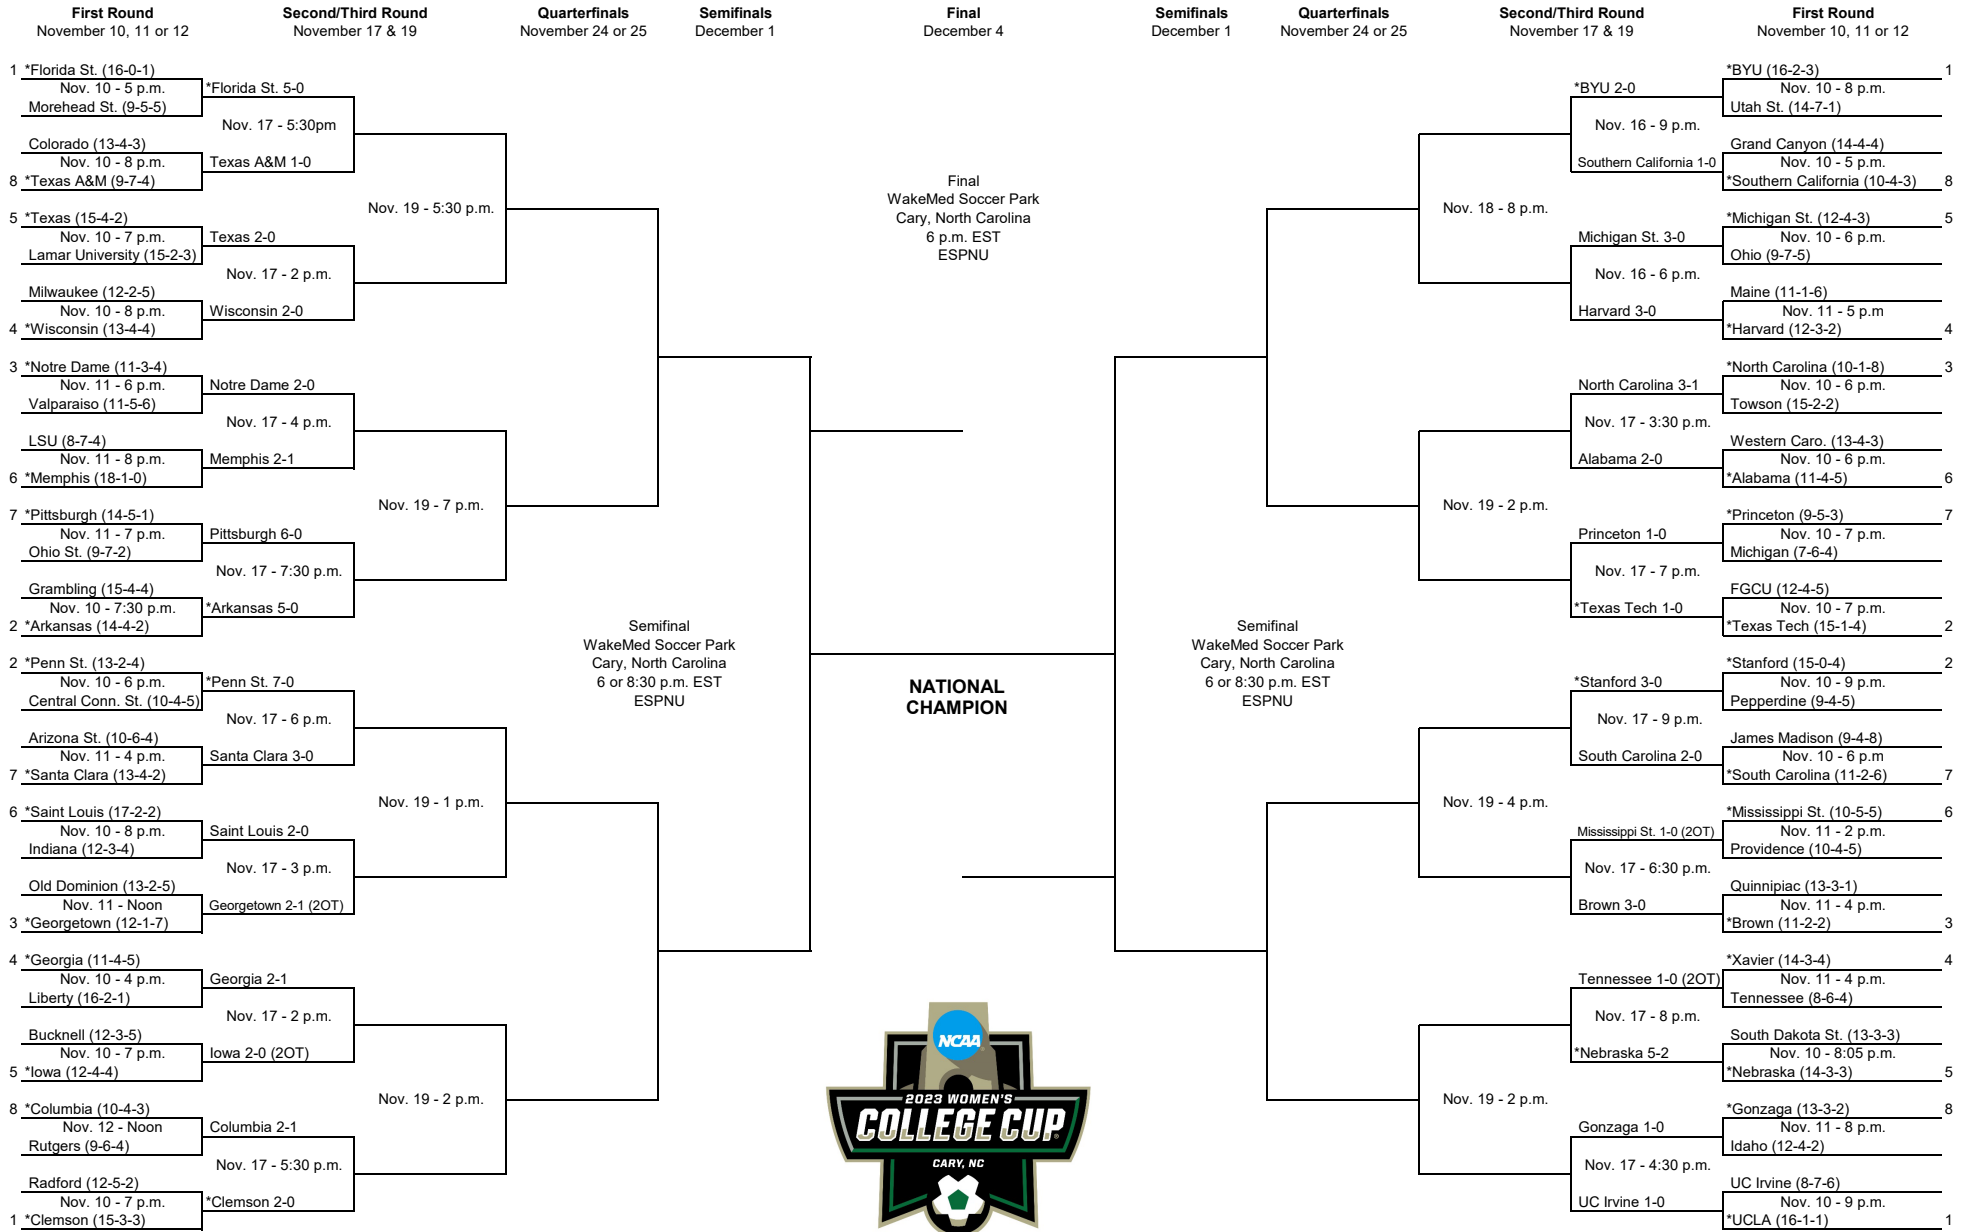 First Round
November 10, 11 or 12
Second/Third Round
November 17 & 19
Quarterfinals
November 24 or 25
Semifinals
December 1
Final
December 4
Semifinals
December 1
Quarterfinals
November 24 or 25
Second/Third Round
November 17 & 19
First Round
November 10, 11 or 12
1 *Florida St. (16-0-1)
Nov. 10 - 5 p.m.
Morehead St. (9-5-5)
Colorado (13-4-3)
Nov. 10 - 8 p.m.
8 *Texas A&M (9-7-4)
5 *Texas (15-4-2)
Nov. 10 - 7 p.m.
Lamar University (15-2-3)
Milwaukee (12-2-5)
Nov. 10 - 8 p.m.
4 *Wisconsin (13-4-4)
3 *Notre Dame (11-3-4)
Nov. 11 - 6 p.m.
Valparaiso (11-5-6)
LSU (8-7-4)
Nov. 11 - 8 p.m.
6 *Memphis (18-1-0)
7 *Pittsburgh (14-5-1)
Nov. 11 - 7 p.m.
Ohio St. (9-7-2)
Grambling (15-4-4)
Nov. 10 - 7:30 p.m.
2 *Arkansas (14-4-2)
2 *Penn St. (13-2-4)
Nov. 10 - 6 p.m.
Central Conn. St. (10-4-5)
Arizona St. (10-6-4)
Nov. 11 - 4 p.m.
7 *Santa Clara (13-4-2)
6 *Saint Louis (17-2-2)
Nov. 10 - 8 p.m.
Indiana (12-3-4)
Old Dominion (13-2-5)
Nov. 11 - Noon
3 *Georgetown (12-1-7)
4 *Georgia (11-4-5)
Nov. 10 - 4 p.m.
Liberty (16-2-1)
Bucknell (12-3-5)
Nov. 10 - 7 p.m.
5 *Iowa (12-4-4)
8 *Columbia (10-4-3)
Nov. 12 - Noon
Rutgers (9-6-4)
Radford (12-5-2)
Nov. 10 - 7 p.m.
1 *Clemson (15-3-3)
*Florida St. 5-0
Nov. 17 - 5:30pm
Texas A&M 1-0
Texas 2-0
Nov. 17 - 2 p.m.
Wisconsin 2-0
Notre Dame 2-0
Nov. 17 - 4 p.m.
Memphis 2-1
Pittsburgh 6-0
Nov. 17 - 7:30 p.m.
*Arkansas 5-0
*Penn St. 7-0
Nov. 17 - 6 p.m.
Santa Clara 3-0
Saint Louis 2-0
Nov. 17 - 3 p.m.
Georgetown 2-1 (2OT)
Georgia 2-1
Nov. 17 - 2 p.m.
Iowa 2-0 (2OT)
Columbia 2-1
Nov. 17 - 5:30 p.m.
*Clemson 2-0
Nov. 19 - 5:30 p.m.
Nov. 19 - 7 p.m.
Nov. 19 - 1 p.m.
Nov. 19 - 2 p.m.
Semifinal
WakeMed Soccer Park
Cary, North Carolina
6 or 8:30 p.m. EST
ESPNU
Final
WakeMed Soccer Park
Cary, North Carolina
6 p.m. EST
ESPNU
NATIONAL
CHAMPION
NCAA
2023 WOMEN'S
COLLEGE CUP
CARY, NC
Semifinal
WakeMed Soccer Park
Cary, North Carolina
6 or 8:30 p.m. EST
ESPNU
Nov. 18 - 8 p.m.
Nov. 19 - 2 p.m.
Nov. 19 - 4 p.m.
Nov. 19 - 2 p.m.
*BYU 2-0
Nov. 16 - 9 p.m.
Southern California 1-0
Michigan St. 3-0
Nov. 16 - 6 p.m.
Harvard 3-0
North Carolina 3-1
Nov. 17 - 3:30 p.m.
Alabama 2-0
Princeton 1-0
Nov. 17 - 7 p.m.
*Texas Tech 1-0
*Stanford 3-0
Nov. 17 - 9 p.m.
South Carolina 2-0
Mississippi St. 1-0 (2OT)
Nov. 17 - 6:30 p.m.
Brown 3-0
Tennessee 1-0 (2OT)
Nov. 17 - 8 p.m.
*Nebraska 5-2
Gonzaga 1-0
Nov. 17 - 4:30 p.m.
UC Irvine 1-0
*BYU (16-2-3) 1
Nov. 10 - 8 p.m.
Utah St. (14-7-1)
Grand Canyon (14-4-4)
Nov. 10 - 5 p.m.
*Southern California (10-4-3) 8
*Michigan St. (12-4-3) 5
Nov. 10 - 6 p.m.
Ohio (9-7-5)
Maine (11-1-6)
Nov. 11 - 5 p.m
*Harvard (12-3-2) 4
*North Carolina (10-1-8) 3
Nov. 10 - 6 p.m.
Towson (15-2-2)
Western Caro. (13-4-3)
Nov. 10 - 6 p.m.
*Alabama (11-4-5) 6
*Princeton (9-5-3) 7
Nov. 10 - 7 p.m.
Michigan (7-6-4)
FGCU (12-4-5)
Nov. 10 - 7 p.m.
*Texas Tech (15-1-4) 2
*Stanford (15-0-4) 2
Nov. 10 - 9 p.m.
Pepperdine (9-4-5)
James Madison (9-4-8)
Nov. 10 - 6 p.m
*South Carolina (11-2-6) 7
*Mississippi St. (10-5-5) 6
Nov. 11 - 2 p.m.
Providence (10-4-5)
Quinnipiac (13-3-1)
Nov. 11 - 4 p.m.
*Brown (11-2-2) 3
*Xavier (14-3-4) 4
Nov. 11 - 4 p.m.
Tennessee (8-6-4)
South Dakota St. (13-3-3)
Nov. 10 - 8:05 p.m.
*Nebraska (14-3-3) 5
*Gonzaga (13-3-2) 8
Nov. 11 - 8 p.m.
Idaho (12-4-2)
UC Irvine (8-7-6)
Nov. 10 - 9 p.m.
*UCLA (16-1-1) 1